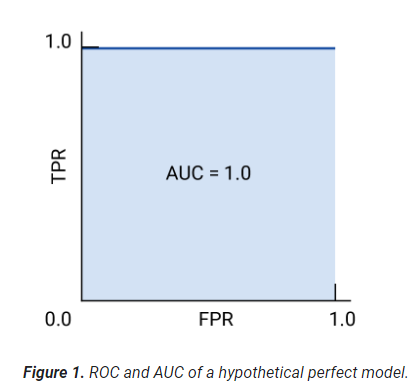 1.0
TPR
AUC = 1.0
0.0
FPR
1.0
Figure 1. ROC and AUC of a hypothetical perfect model.